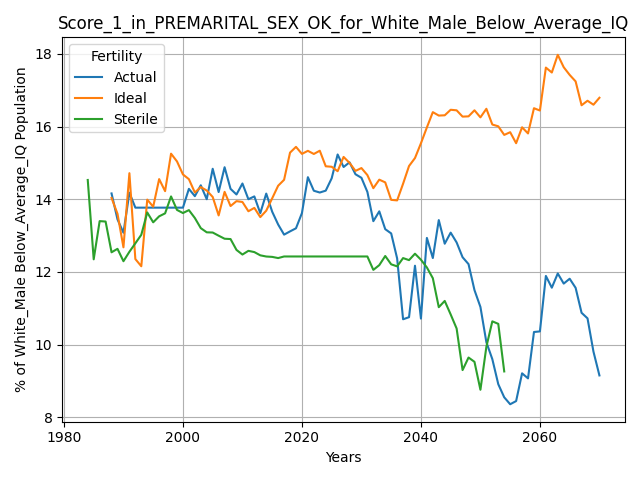 Score_1_in_PREMARITAL_SEX_OK_for_White_Male_Below_Average_IQ
% of White_Male Below_Average_IQ Population
18
16
14
12
10
8
Fertility
Actual
Ideal
Sterile
1980
2000
2020
2040
2060
Years